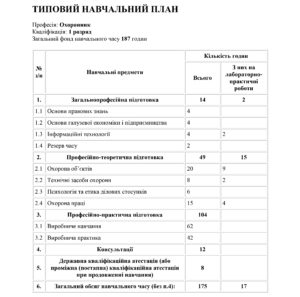 ТИПОВИЙ НАВЧАЛЬНИЙ ПЛАН
Професія: Охоронник
Кваліфікація: 1 розряд
Загальний фонд навчального часу 187 годин
№ з/п
Навчальні предмети
Кількість годин
Всього
З них на лабораторно-практичні роботи
1. Загальнопрофесійна підготовка 14 2
1.1 Основи правових знань 4
1.2 Основи галузевої економіки і підприємництва 4
1.3 Інформаційні технології 4 2
1.4 Резерв часу 2
2. Професійно-теоретична підготовка 49 15
2.1 Охорона об'єктів 20 9
2.2 Технічні засоби охорони 8 2
2.3 Психологія та етика ділових стосунків 6
2.4 Охорона праці 15 4
3. Професійно-практична підготовка 104
3.1 Виробниче навчання 62
3.2 Виробнича практика 42
4. Консультації 12
5. Державна кваліфікаційна атестація (або
проміжна (поетапна) кваліфікаційна атестація
при продовженні навчання) 8
6. Загальний обсяг навчального часу (без п.4): 175 17